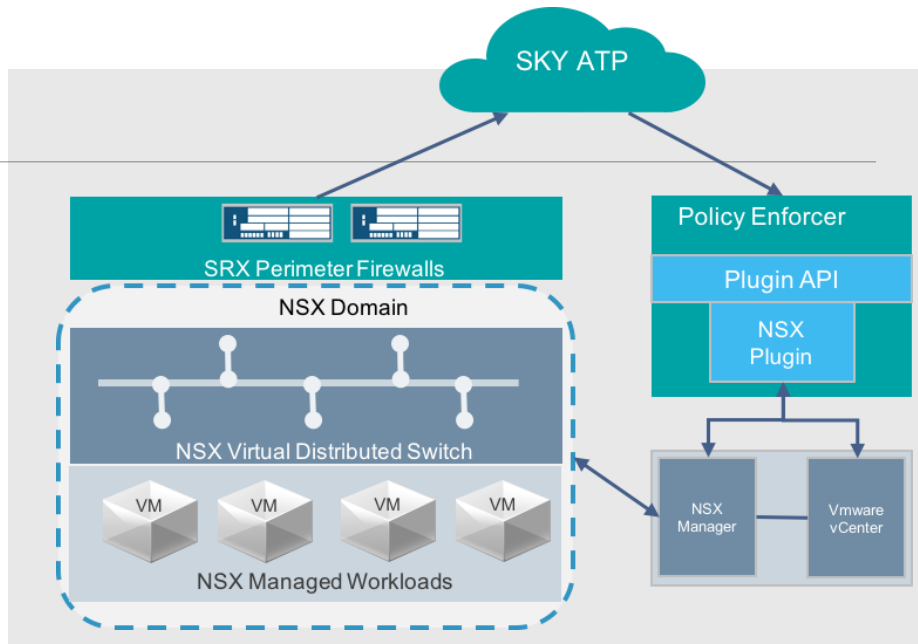 SKY ATP
SRX Perimeter Firewalls
NSX Domain
NSX Virtual Distributed Switch
VM
VM
VM
VM
NSX Managed Workloads
Policy Enforcer
Plugin API
NSX
Plugin
NSX
Manager
Vmware
vCenter